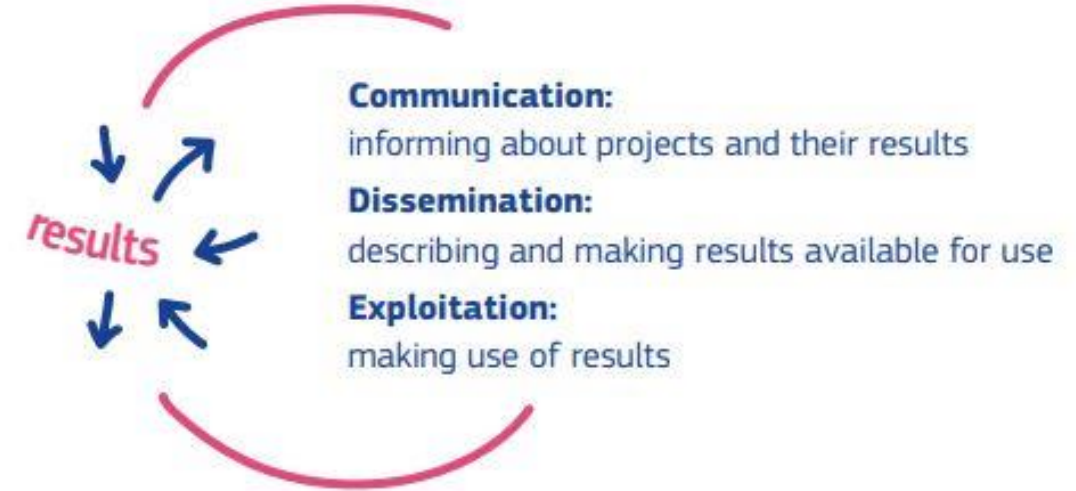 results
Communication:
informing about projects and their results
Dissemination:
describing and making results available for use
Exploitation:
making use of results